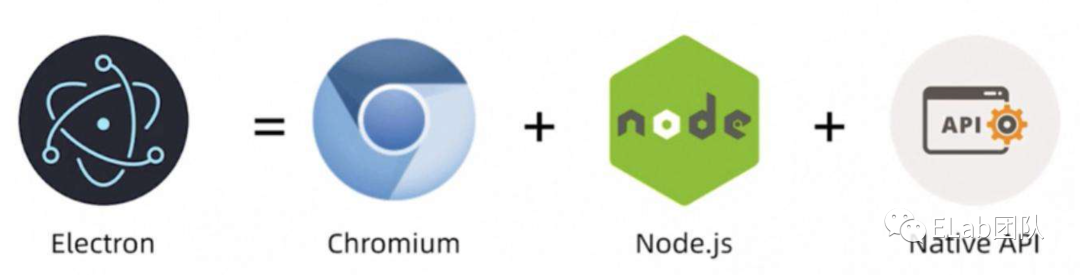 =
+
+
node
API
Electron
Chromium
Node.js
Native API
ELab团队